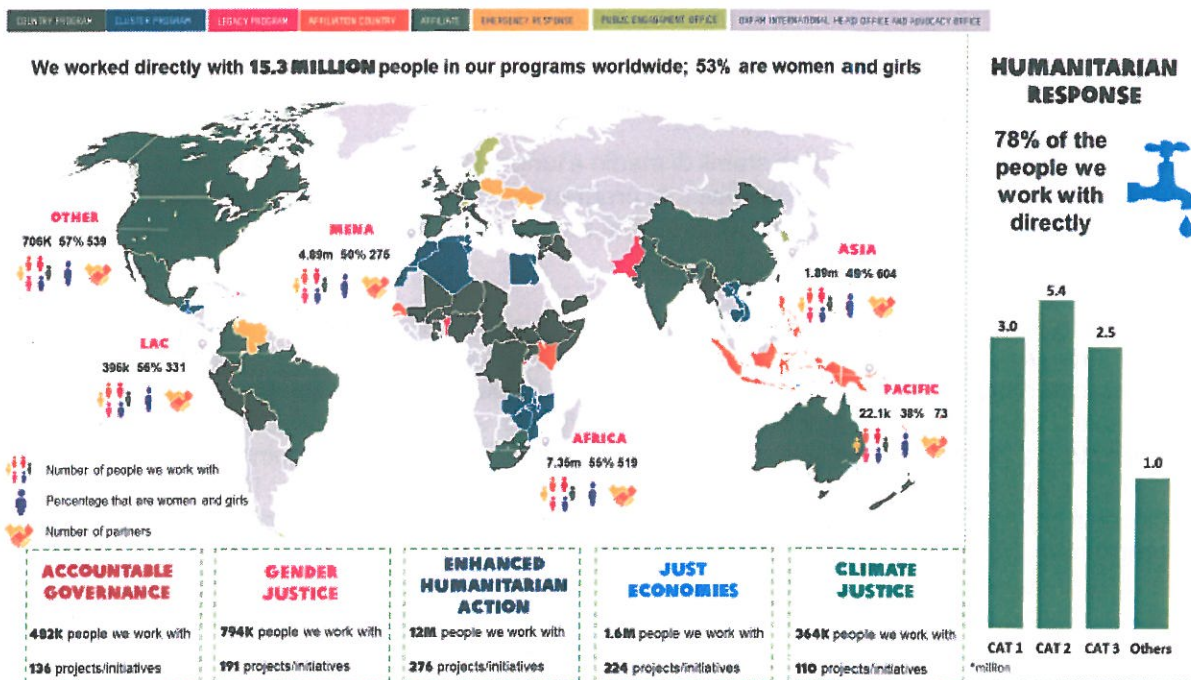 COUNTRY PROGRAM CLUSTER PROGRAM LEGACY PROGRAM AFFILIATION COUNTRY AFFILIATE EMERGENCY RESPONSE PUBLIC ENGAGEMENT OFFICE OXFAM INTERNATIONAL HEAD OFFICE AND ADVOCACY OFFICE
We worked directly with 15.3 MILLION people in our programs worldwide; 53% are women and girls
OTHER
706K 57% 539
MENA
4.89m 50% 275
ASIA
1.89m 49% 604
LAC
396k 56% 331
PACIFIC
22.1k 38% 73
AFRICA
7.35m 55% 519
Number of people we work with
Percentage that are women and girls
Number of partners
ACCOUNTABLE
GOVERNANCE
482K people we work with
136 projects/initiatives
GENDER
JUSTICE
794K people we work with
191 projects/initiatives
ENHANCED
HUMANITARIAN
ACTION
12M people we work with
276 projects/initiatives
JUST
ECONOMIES
1.6M people we work with
224 projects/initiatives
CLIMATE
JUSTICE
364K people we work with
110 projects/initiatives
HUMANITARIAN
RESPONSE
78% of the
people we
work with
directly
3.0
5.4
2.5
1.0
CAT 1 CAT 2 CAT 3 Others
*million